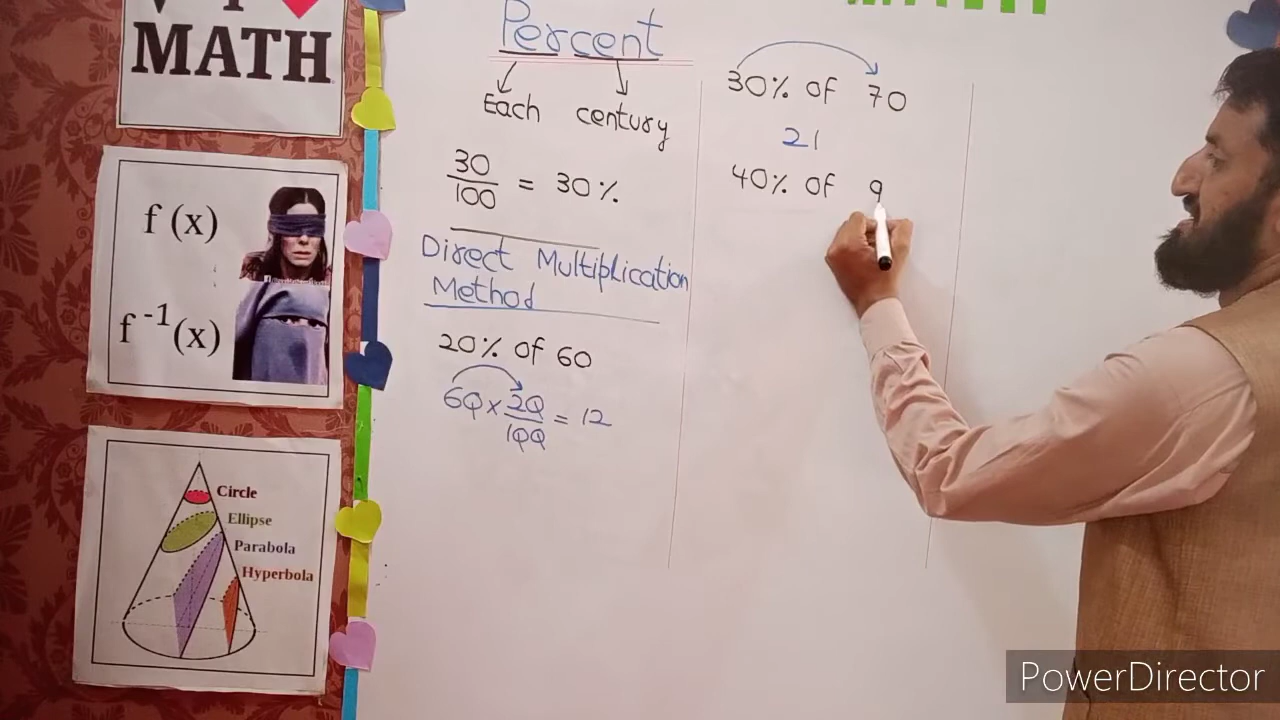 MATH
f (x)
f -1(x)
Circle
Ellipse
Parabola
Hyperbola
Percent
Each century
30/100 = 30%
Direct Multiplication
Method
20% of 60
60 × 20/100 = 12
30% of 70
21
40% of 9
PowerDirector